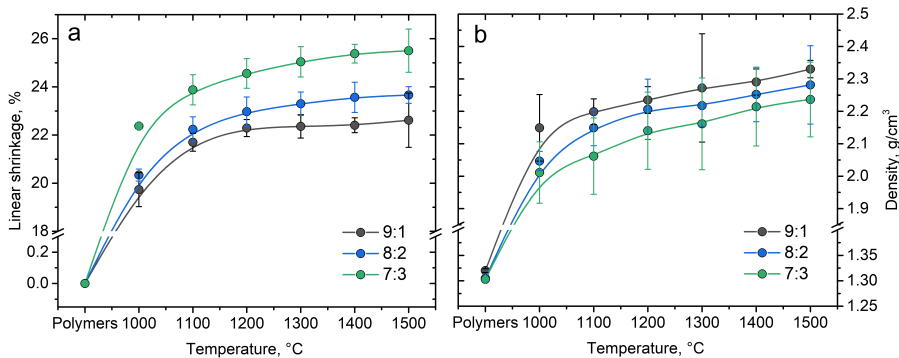 a
26
24
22
20
18
0.2
0.0
Linear shrinkage, %
9:1
8:2
7:3
Polymers 1000 1100 1200 1300 1400 1500
Temperature, °C
b
2.5
2.4
2.3
2.2
2.1
2.0
1.9
1.35
1.30
1.25
Density, g/cm³
9:1
8:2
7:3
Polymers 1000 1100 1200 1300 1400 1500
Temperature, °C